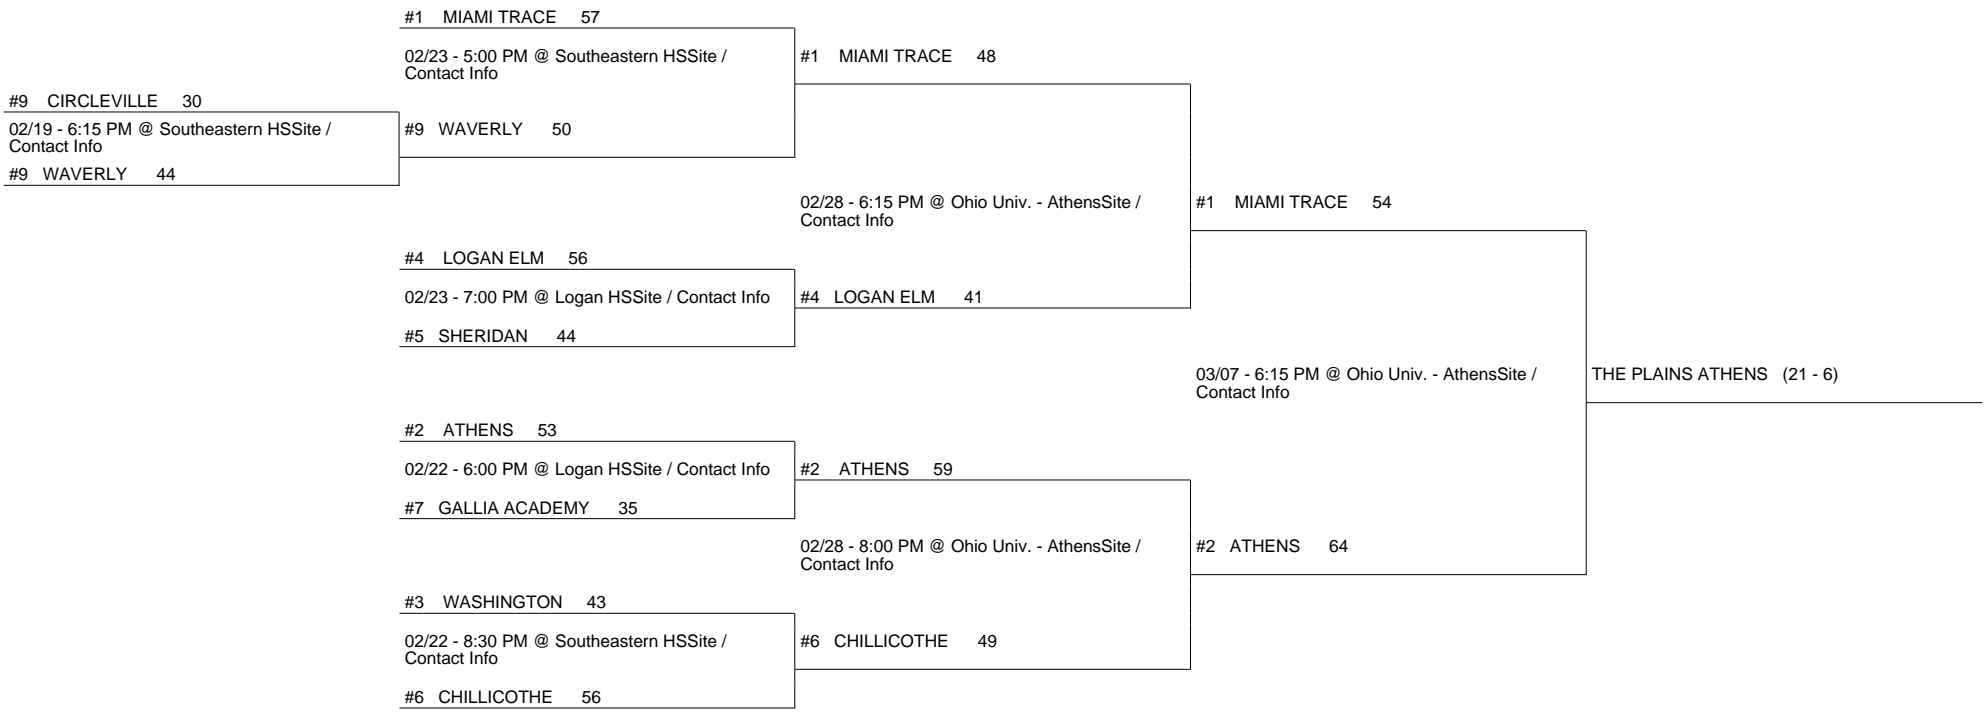 #1 MIAMI TRACE 57
02/23 - 5:00 PM @ Southeastern HSSite /
Contact Info
#1 MIAMI TRACE 48
#9 CIRCLEVILLE 30
02/19 - 6:15 PM @ Southeastern HSSite /
Contact Info
#9 WAVERLY 50
#9 WAVERLY 44
02/28 - 6:15 PM @ Ohio Univ. - AthensSite /
Contact Info
#1 MIAMI TRACE 54
#4 LOGAN ELM 56
02/23 - 7:00 PM @ Logan HSSite / Contact Info
#4 LOGAN ELM 41
#5 SHERIDAN 44
03/07 - 6:15 PM @ Ohio Univ. - AthensSite /
Contact Info
THE PLAINS ATHENS (21 - 6)
#2 ATHENS 53
02/22 - 6:00 PM @ Logan HSSite / Contact Info
#2 ATHENS 59
#7 GALLIA ACADEMY 35
02/28 - 8:00 PM @ Ohio Univ. - AthensSite /
Contact Info
#2 ATHENS 64
#3 WASHINGTON 43
02/22 - 8:30 PM @ Southeastern HSSite /
Contact Info
#6 CHILLICOTHE 49
#6 CHILLICOTHE 56